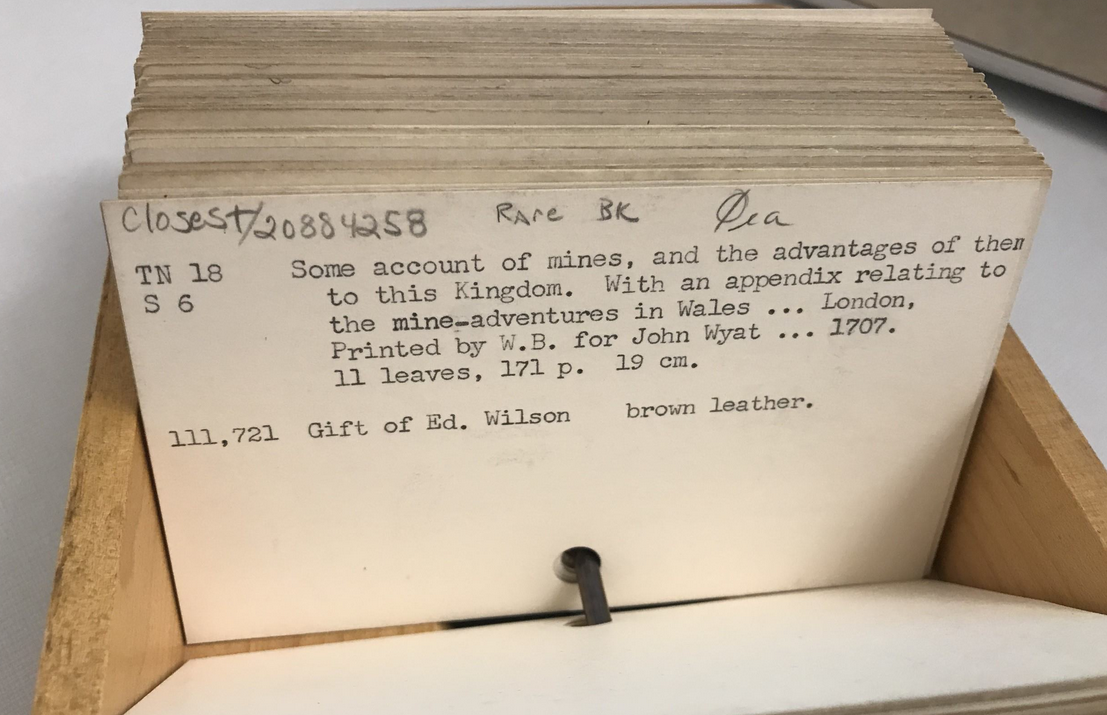 Closest/20884258 Rare BK Øea
TN 18 Some account of mines, and the advantages of them
S 6 to this Kingdom. With an appendix relating to
the mine-adventures in Wales ... London,
Printed by W.B. for John Wyat ... 1707.
11 leaves, 171 p. 19 cm.
111,721 Gift of Ed. Wilson brown leather.